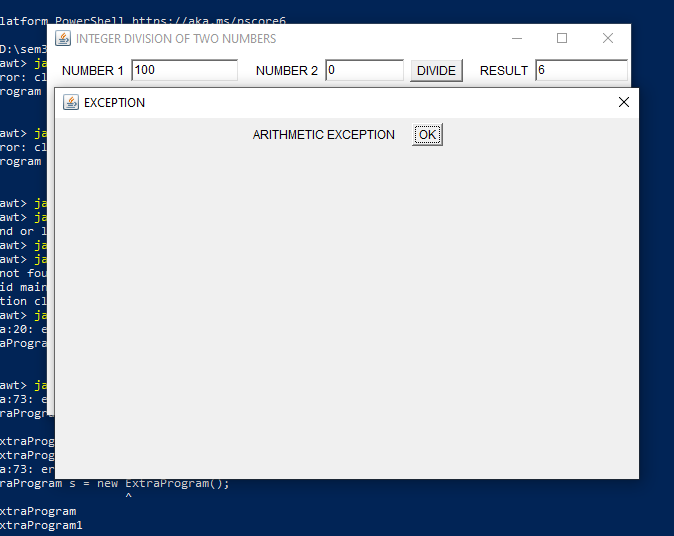 latform PowerShell https://aka.ms/pscore6
INTEGER DIVISION OF TWO NUMBERS
D:\sem3
awt> ja
NUMBER 1 100 NUMBER 2 0 DIVIDE RESULT 6
ror: cl
rogram
EXCEPTION
awt> ja
ARITHMETIC EXCEPTION OK
ror: cl
rogram
awt> ja
awt> ja
nd or l
awt> ja
awt> ja
not fou
id main
tion cl
awt> ja
a:20: e
raProgra
awt> ja
a:73: e
raProgra
xtraProg
xtraProg
a:73: er
raProgram s = new ExtraProgram();
^
xtraProgram
xtraProgram1